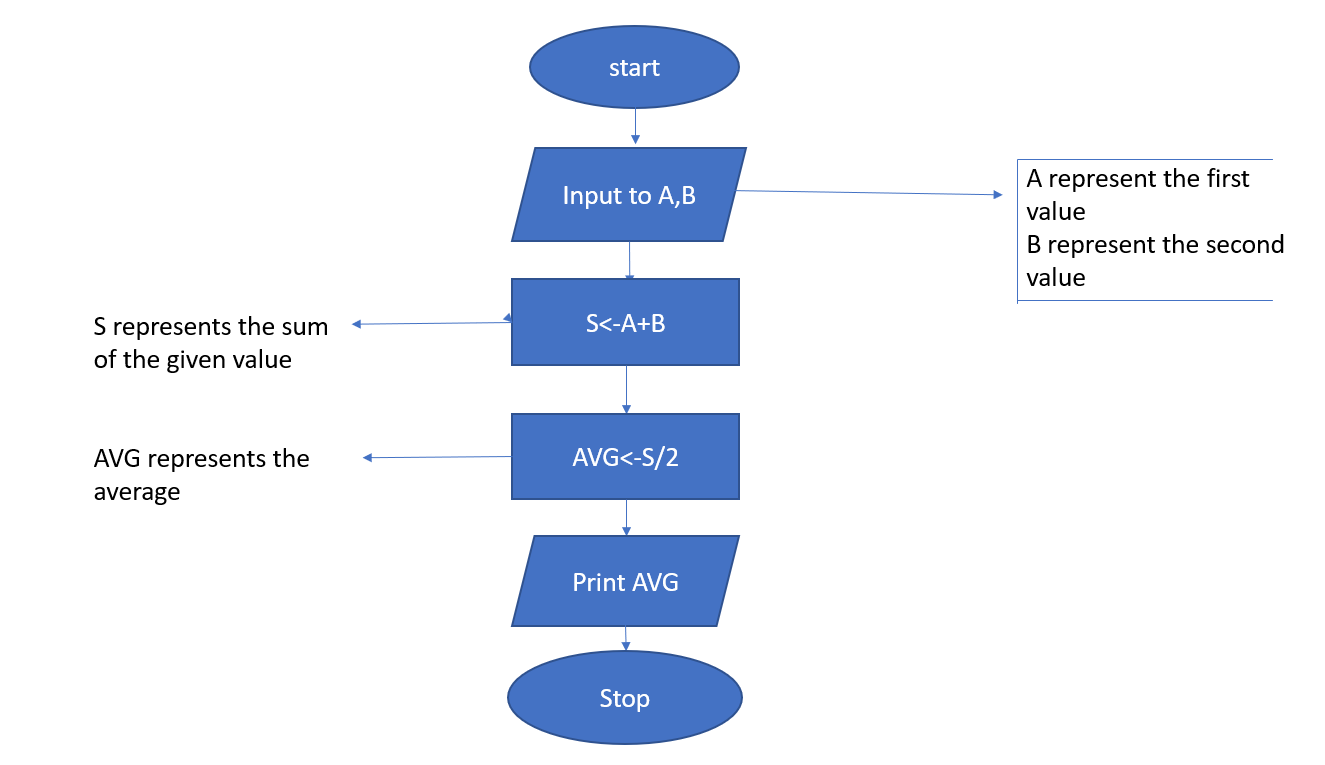 start
Input to A,B
A represent the first
value
B represent the second
value
S<-A+B
S represents the sum
of the given value
AVG<-S/2
AVG represents the
average
Print AVG
Stop